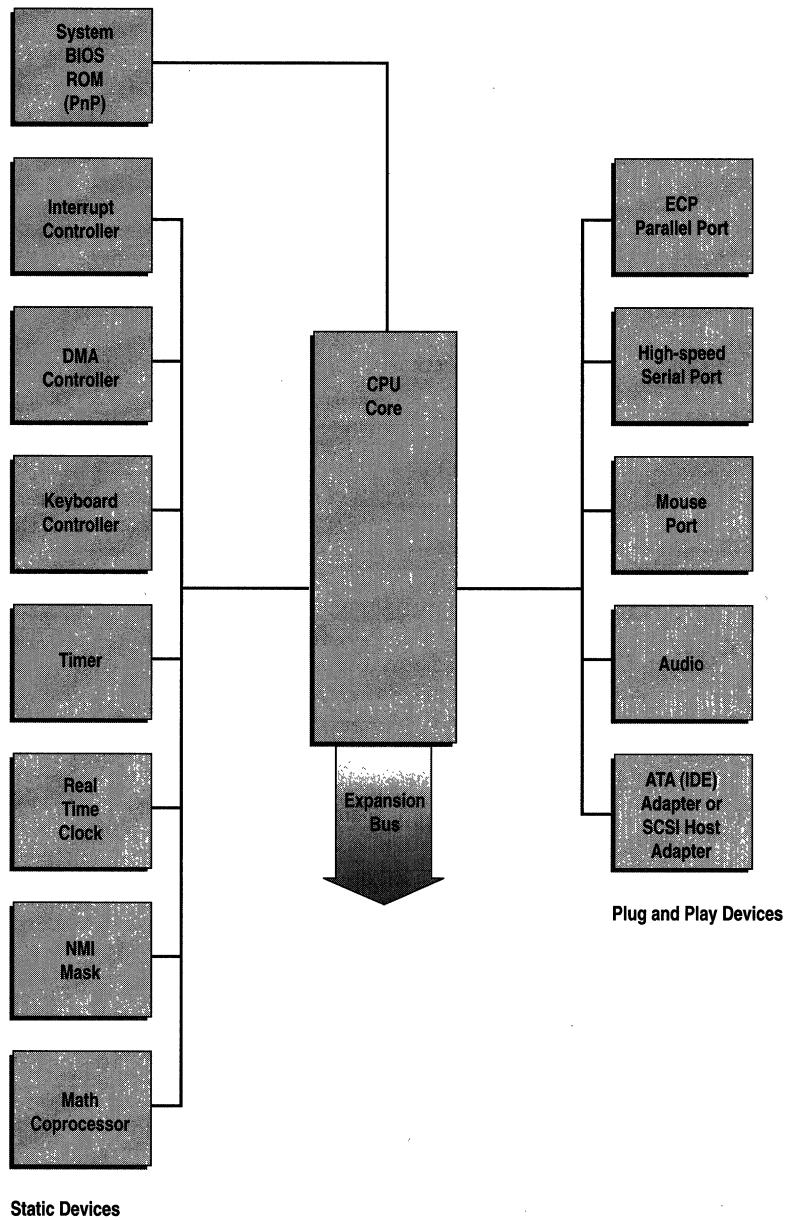 System
BIOS
ROM
(PnP)
Interrupt
Controller
DMA
Controller
Keyboard
Controller
Timer
Real
Time
Clock
NMI
Mask
Math
Coprocessor
Static Devices
CPU
Core
Expansion
Bus
ECP
Parallel Port
High-speed
Serial Port
Mouse
Port
Audio
ATA (IDE)
Adapter or
SCSI Host
Adapter
Plug and Play Devices